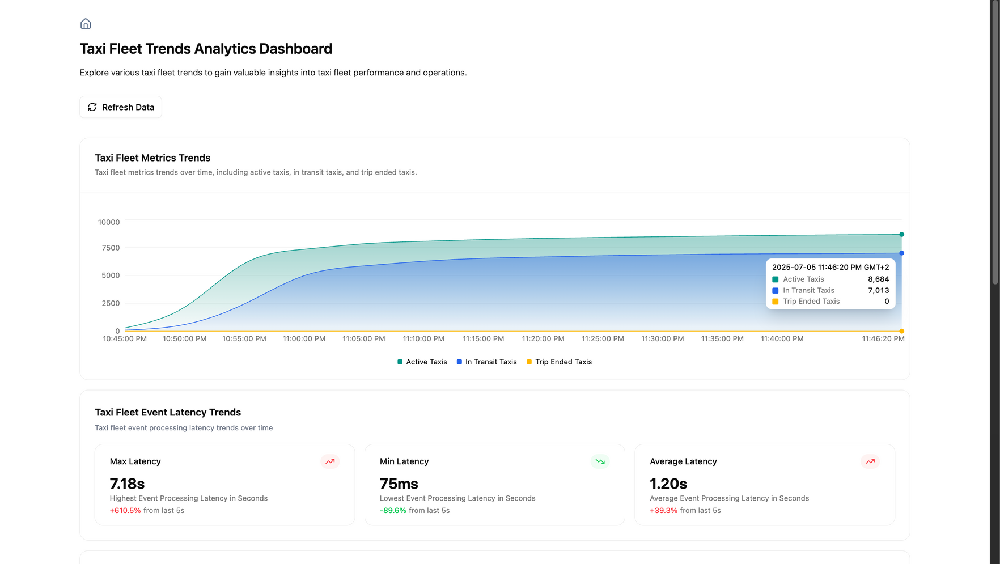 Taxi Fleet Trends Analytics Dashboard
Explore various taxi fleet trends to gain valuable insights into taxi fleet performance and operations.
Refresh Data
Taxi Fleet Metrics Trends
Taxi fleet metrics trends over time, including active taxis, in transit taxis, and trip ended taxis.
10000
7500
5000
2500
0
2025-07-05 11:46:20 PM GMT+2
Active Taxis 8,684
In Transit Taxis 7,013
Trip Ended Taxis 0
10:45:00 PM 10:50:00 PM 10:55:00 PM 11:00:00 PM 11:05:00 PM 11:10:00 PM 11:15:00 PM 11:20:00 PM 11:25:00 PM 11:30:00 PM 11:35:00 PM 11:40:00 PM 11:46:20 PM
Active Taxis In Transit Taxis Trip Ended Taxis
Taxi Fleet Event Latency Trends
Taxi fleet event processing latency trends over time
Max Latency
7.18s
Highest Event Processing Latency in Seconds
+610.5% from last 5s
Min Latency
75ms
Lowest Event Processing Latency in Seconds
-89.6% from last 5s
Average Latency
1.20s
Average Event Processing Latency in Seconds
+39.3% from last 5s